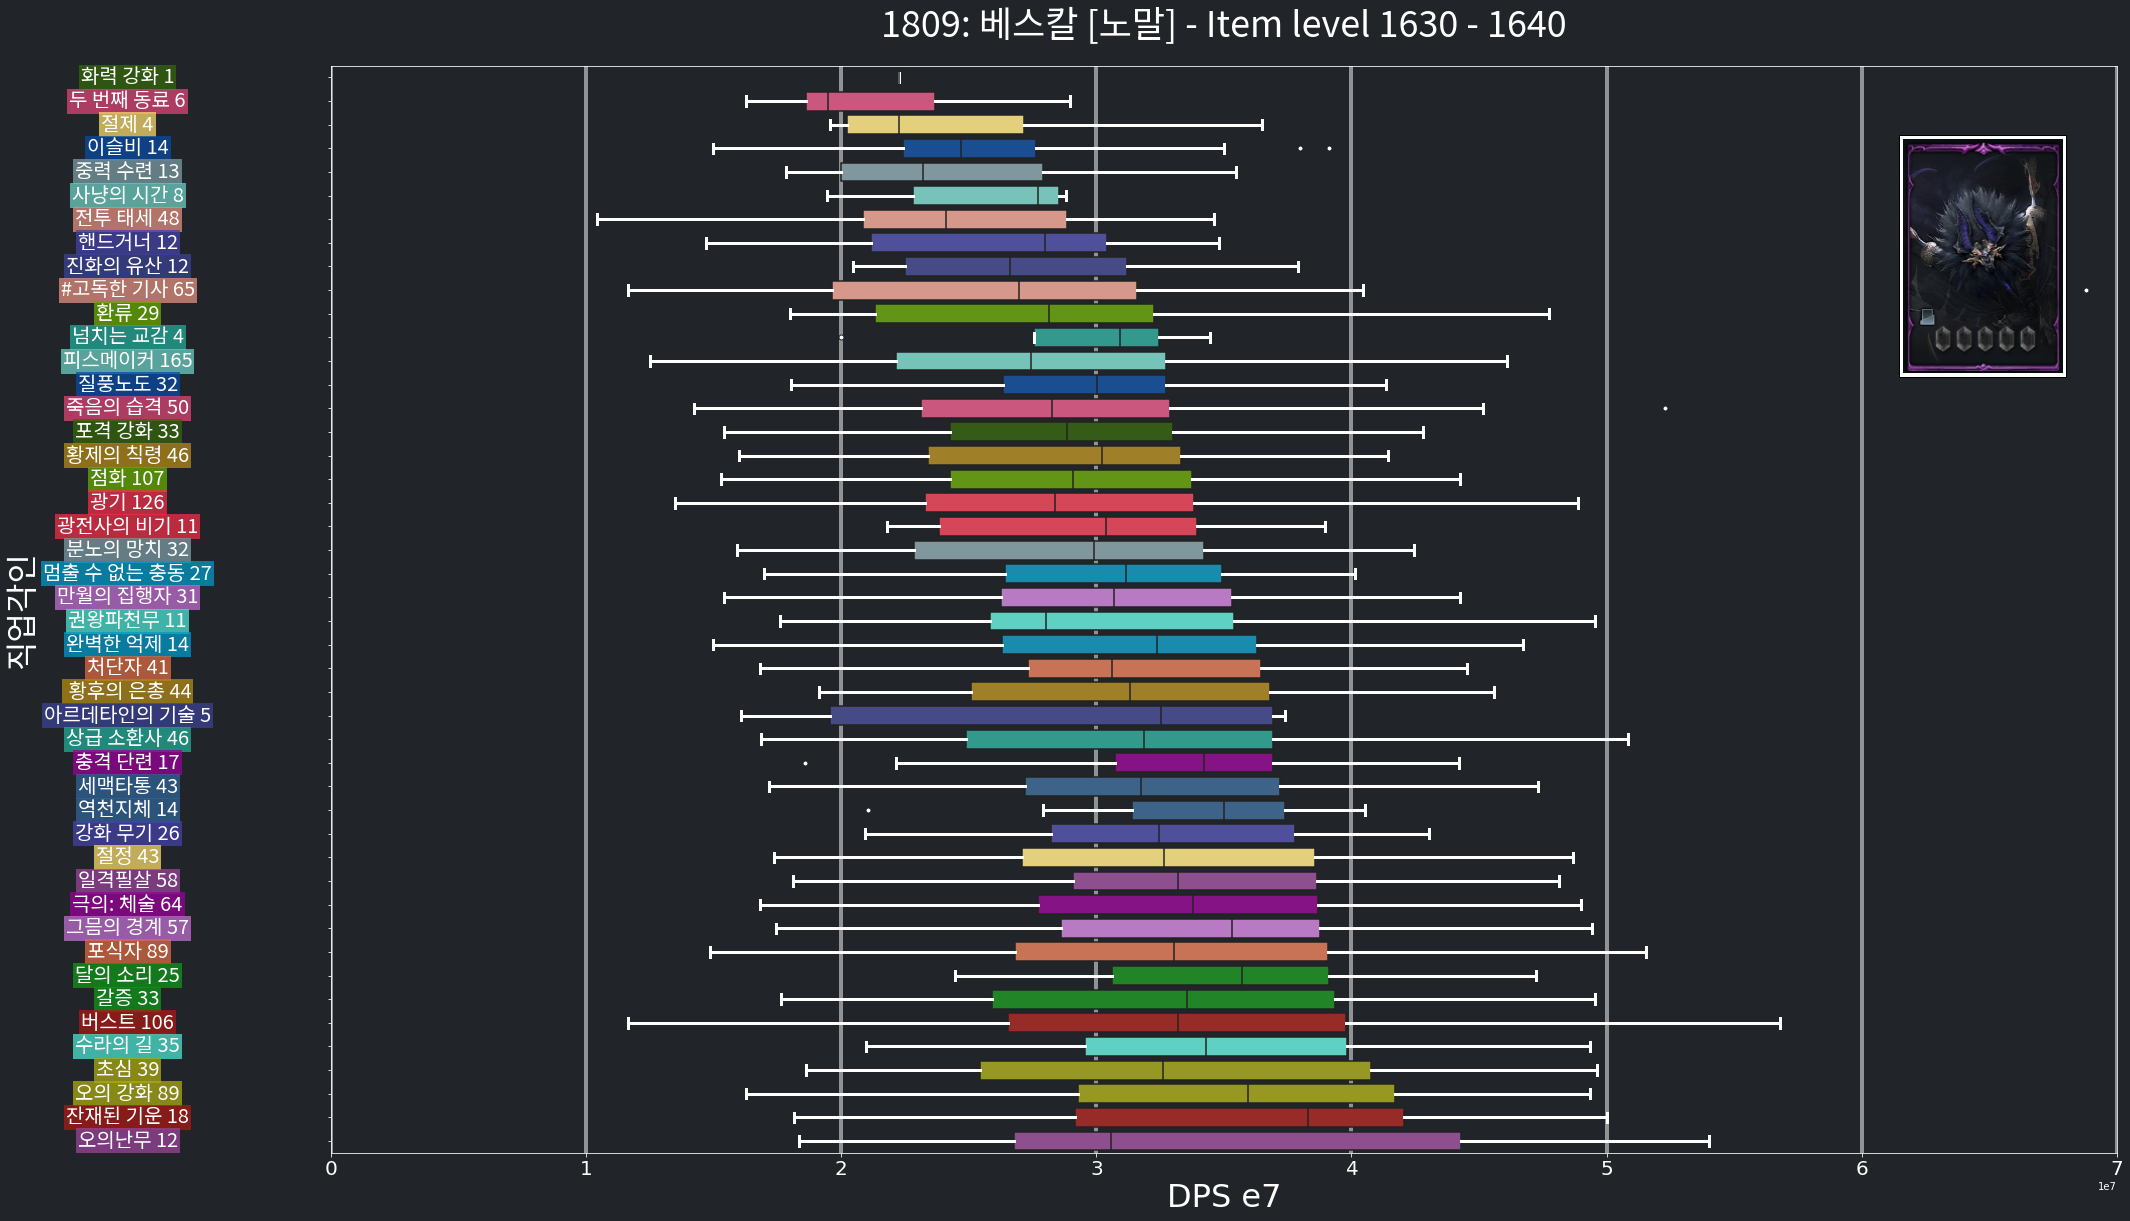 1809: 베스칼 [노말] - Item level 1630 - 1640
직업각인
화력 강화 1
두 번째 동료 6
절제 4
이슬비 14
중력 수련 13
사냥의 시간 8
전투 태세 48
핸드거너 12
진화의 유산 12
#고독한 기사 65
환류 29
넘치는 교감 4
피스메이커 165
질풍노도 32
죽음의 습격 50
포격 강화 33
황제의 칙령 46
점화 107
광기 126
광전사의 비기 11
분노의 망치 32
멈출 수 없는 충동 27
만월의 집행자 31
권왕파천무 11
완벽한 억제 14
처단자 41
황후의 은총 44
아르데타인의 기술 5
상급 소환사 46
충격 단련 17
세맥타통 43
역천지체 14
강화 무기 26
절정 43
일격필살 58
극의: 체술 64
그믐의 경계 57
포식자 89
달의 소리 25
갈증 33
버스트 106
수라의 길 35
초심 39
오의 강화 89
잔재된 기운 18
오의난무 12
0 1 2 3 4 5 6 7
1e7
DPS e7